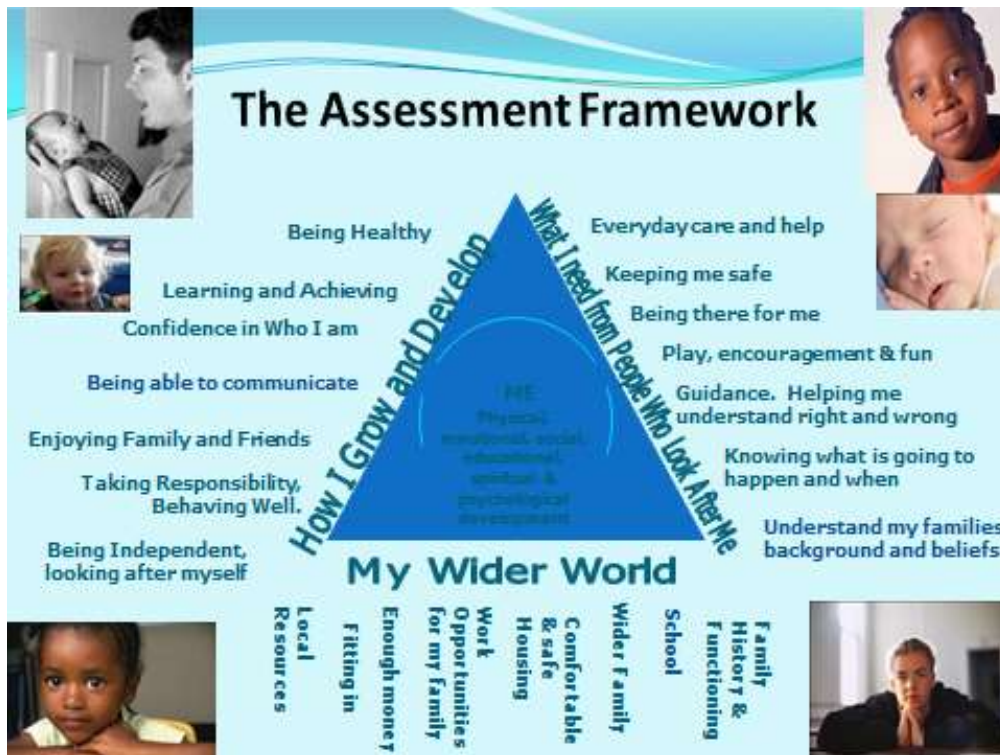 The Assessment Framework
How I Grow and Develop
Being Healthy
Learning and Achieving
Confidence in Who I am
Being able to communicate
Enjoying Family and Friends
Taking Responsibility,
Behaving Well.
Being Independent,
looking after myself
What I need from People Who Look After Me
Everyday care and help
Keeping me safe
Being there for me
Play, encouragement & fun
Guidance. Helping me
understand right and wrong
Knowing what is going to
happen and when
Understand my families
background and beliefs
ME
Physical,
emotional, social,
educational,
spiritual &
psychological
development
My Wider World
Local
Resources
Fitting in
Enough money
Work
Opportunities
for my family
Comfortable
& safe
Housing
Wider Family
School
Family
History &
Functioning